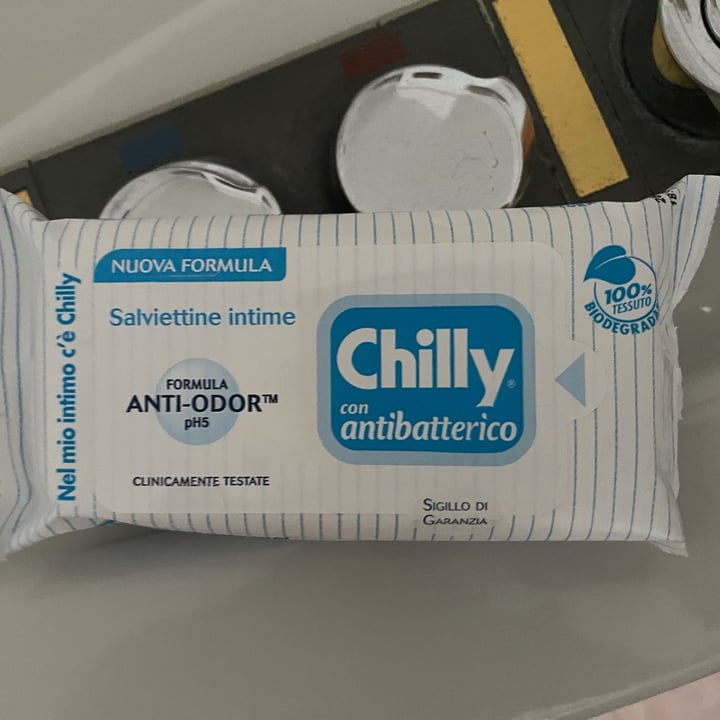 Nel mio intimo c'è Chilly
NUOVA FORMULA
Salviettine intime
FORMULA
ANTI-ODOR™
pH5
CLINICAMENTE TESTATE
Chilly®
con
antibatterico
SIGILLO DI
GARANZIA
100%
TESSUTO